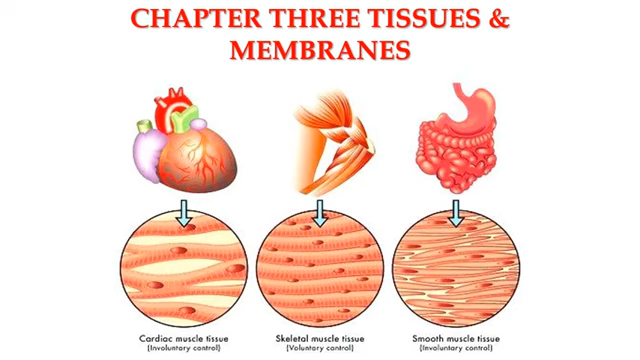 CHAPTER THREE TISSUES &
MEMBRANES
Cardiac muscle tissue
(Involuntary control)
Skeletal muscle tissue
(Voluntary control)
Smooth muscle tissue
(Involuntary control)